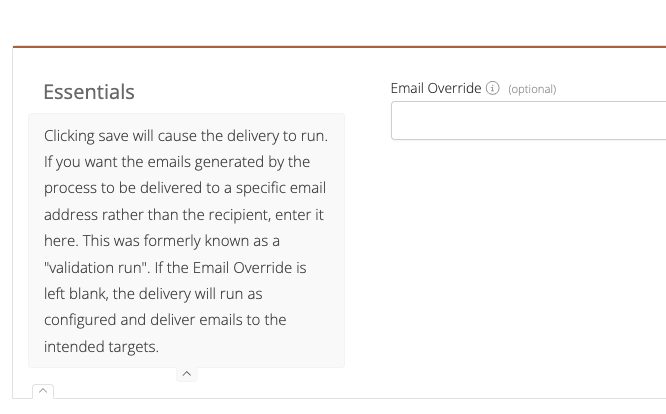 Essentials
Email Override (optional)
Clicking save will cause the delivery to run.
If you want the emails generated by the
process to be delivered to a specific email
address rather than the recipient, enter it
here. This was formerly known as a
"validation run". If the Email Override is
left blank, the delivery will run as
configured and deliver emails to the
intended targets.